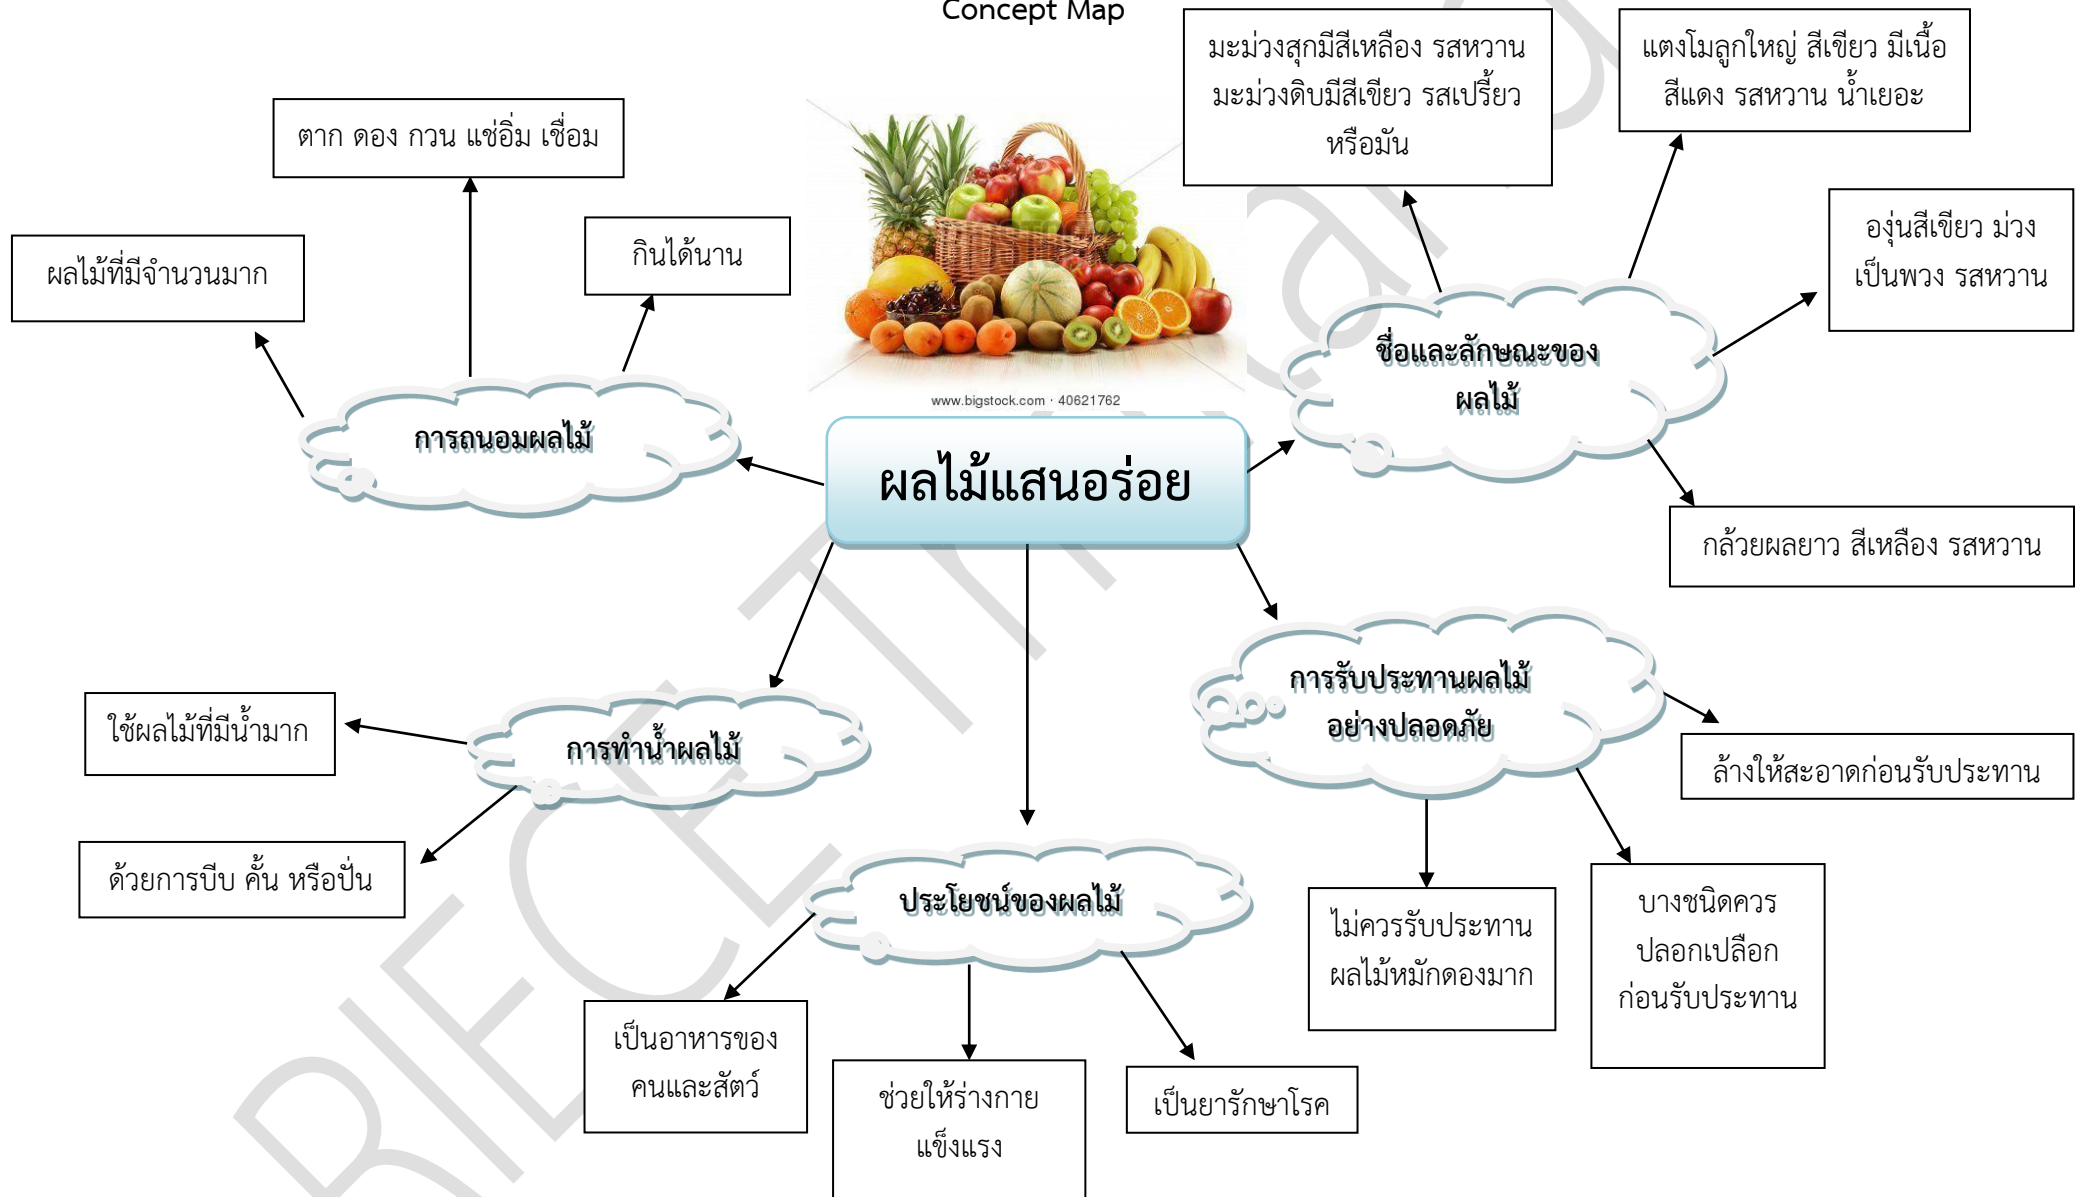 Concept Map
มะม่วงสุกมีสีเหลือง รสหวาน
มะม่วงดิบมีสีเขียว รสเปรี้ยว
หรือมัน
แตงโมลูกใหญ่ สีเขียว มีเนื้อ
สีแดง รสหวาน น้ำเยอะ
ตาก ดอง กวน แช่อิ่ม เชื่อม
กินได้นาน
ผลไม้ที่มีจำนวนมาก
องุ่นสีเขียว ม่วง
เป็นพวง รสหวาน
ชื่อและลักษณะของ
ผลไม้
www.bigstock.com · 40621762
การถนอมผลไม้
ผลไม้แสนอร่อย
กล้วยผลยาว สีเหลือง รสหวาน
การรับประทานผลไม้
อย่างปลอดภัย
ใช้ผลไม้ที่มีน้ำมาก
การทำน้ำผลไม้
ล้างให้สะอาดก่อนรับประทาน
ด้วยการบีบ คั้น หรือปั่น
ประโยชน์ของผลไม้
ไม่ควรรับประทาน
ผลไม้หมักดองมาก
บางชนิดควร
ปลอกเปลือก
ก่อนรับประทาน
เป็นอาหารของ
คนและสัตว์
ช่วยให้ร่างกาย
แข็งแรง
เป็นยารักษาโรค
RIECE